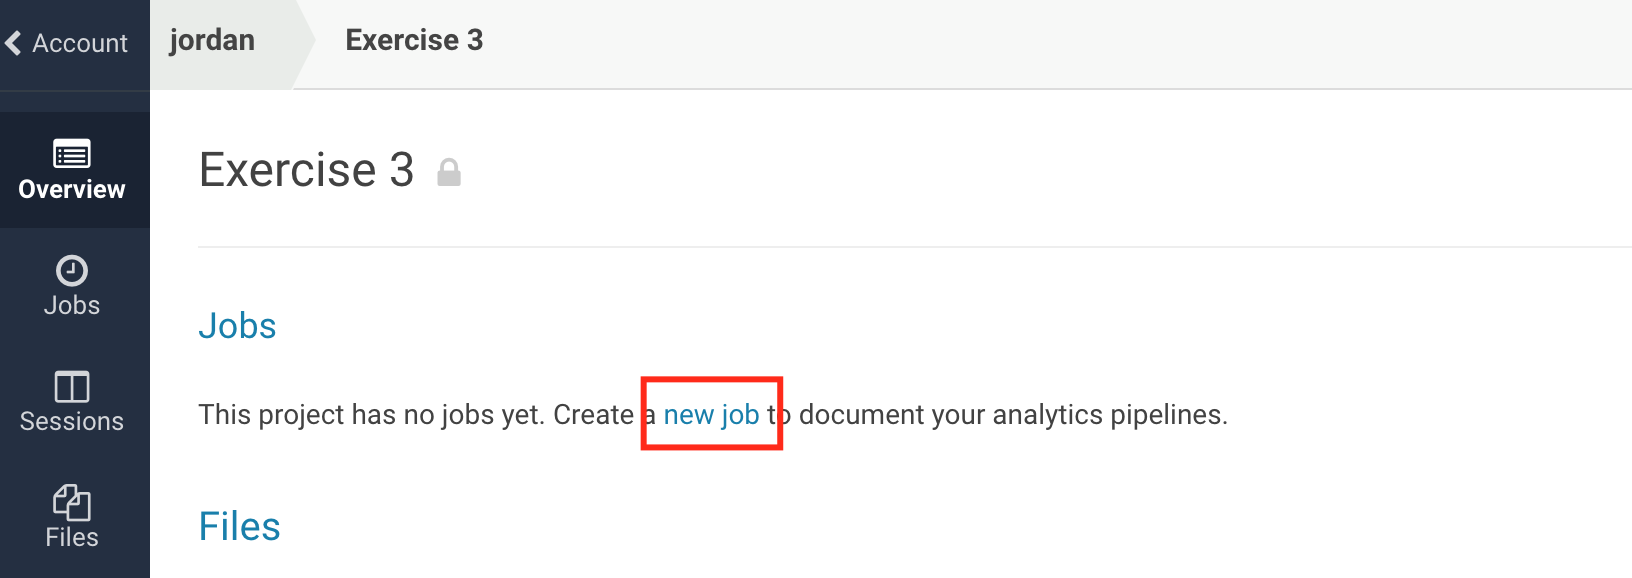 Account
jordan
Exercise 3
Overview
Jobs
Sessions
Files
Exercise 3
Jobs
This project has no jobs yet. Create a new job to document your analytics pipelines.
Files